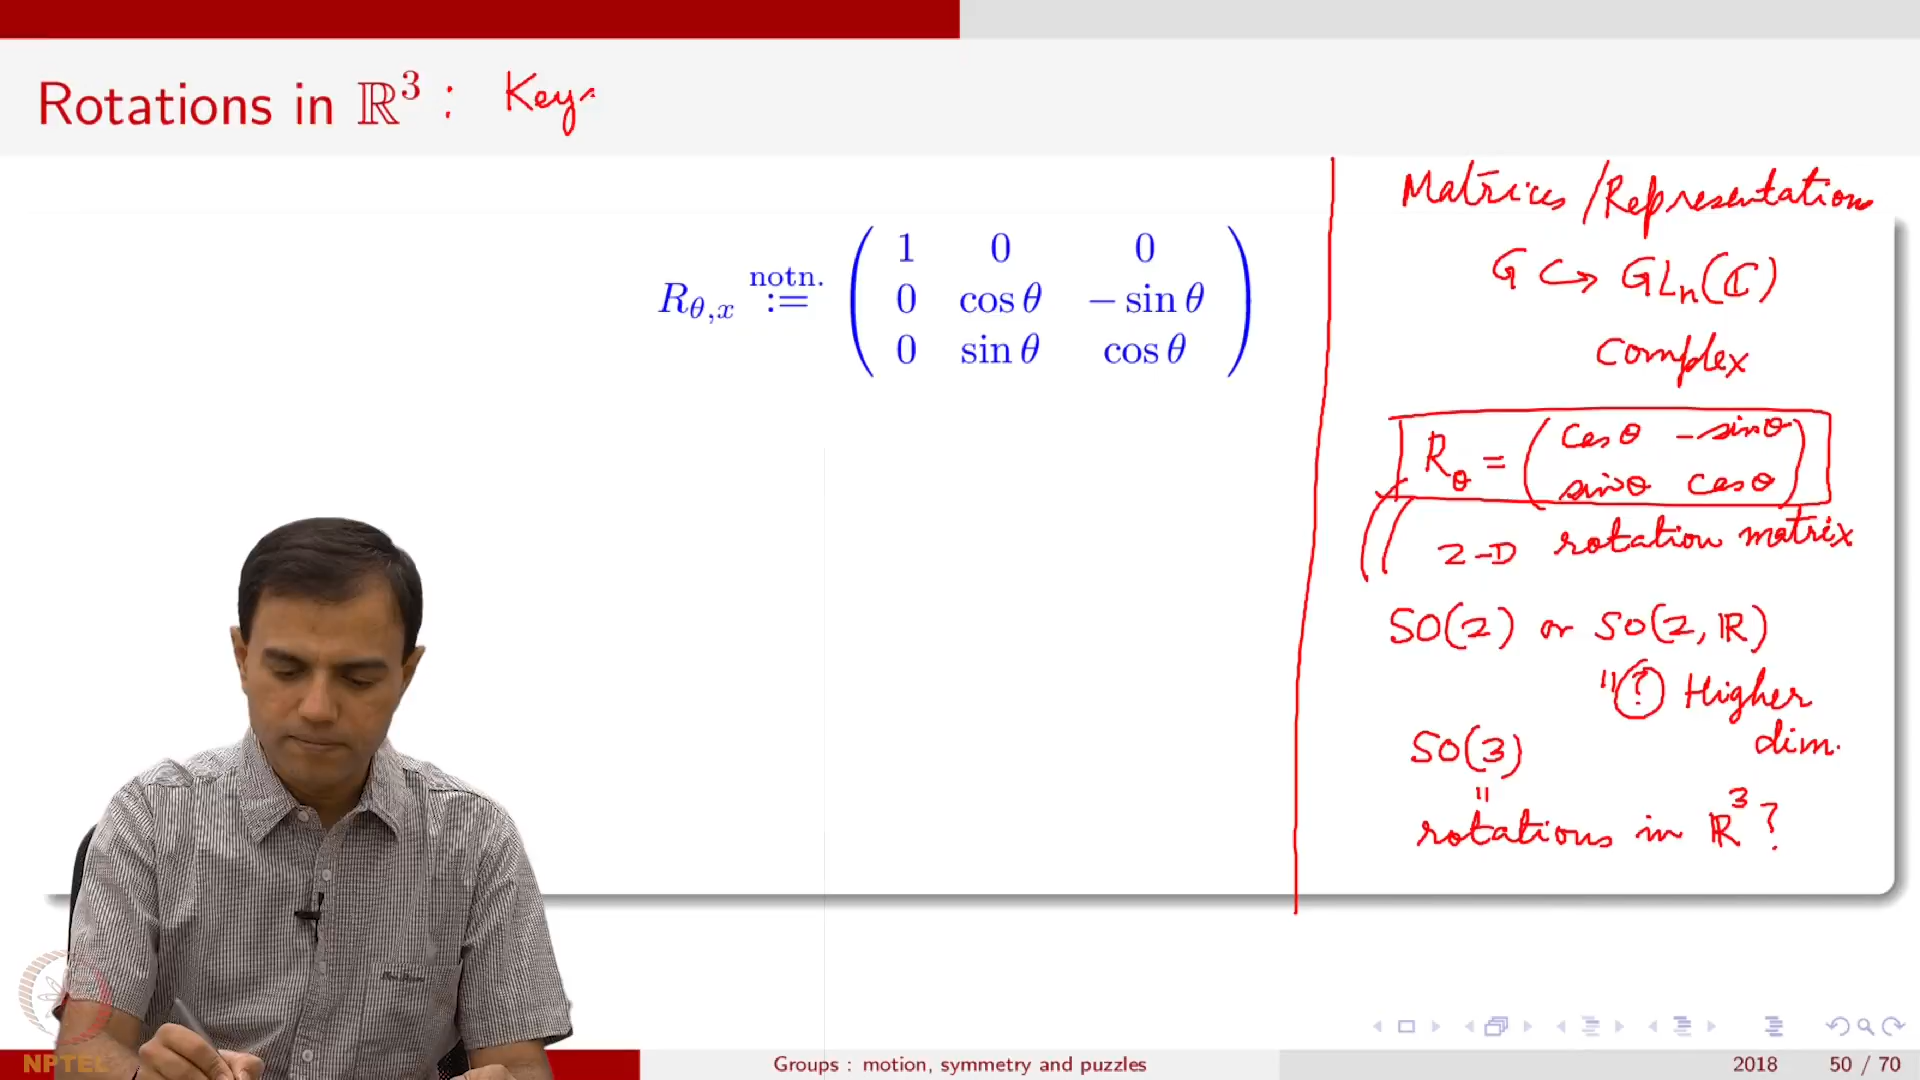 Rotations in ℝ³ : Key
R_{θ,x} notn. := ( 1 0 0
0 cos θ − sin θ
0 sin θ cos θ )
Matrices / Representations
G ↪ GLₙ(ℂ)
complex
R_θ = ( cos θ − sin θ
sin θ cos θ )
2-D rotation matrix
SO(2) or SO(2, ℝ)
" ? Higher
dim.
SO(3)
"
rotations in ℝ³ ?
NPTEL
Groups : motion, symmetry and puzzles
2018 50 / 70